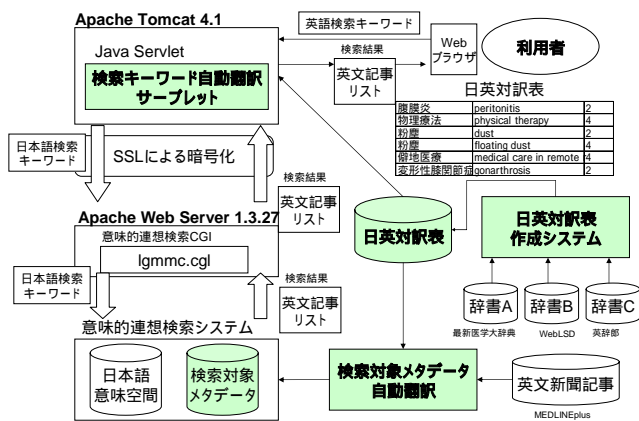 Apache Tomcat 4.1
Java Servlet
検索キーワード自動翻訳
サーブレット
英語検索キーワード
検索結果
英文記事
リスト
Web
ブラウザ
利用者
日英対訳表
腹膜炎 peritonitis 2
物理療法 physical therapy 4
粉塵 dust 2
粉塵 floating dust 4
僻地医療 medical care in remote 4
変形性膝関節症 gonarthrosis 2
日本語検索
キーワード
SSLによる暗号化
検索結果
英文記事
リスト
Apache Web Server 1.3.27
意味的連想検索CGI
lgmmc.cgl
日本語検索
キーワード
検索結果
英文記事
リスト
日英対訳表
日英対訳表
作成システム
辞書A
辞書B
辞書C
最新医学大辞典
WebLSD
英辞郎
意味的連想検索システム
日本語
意味空間
検索対象
メタデータ
検索対象メタデータ
自動翻訳
英文新聞記事
MEDLINEplus